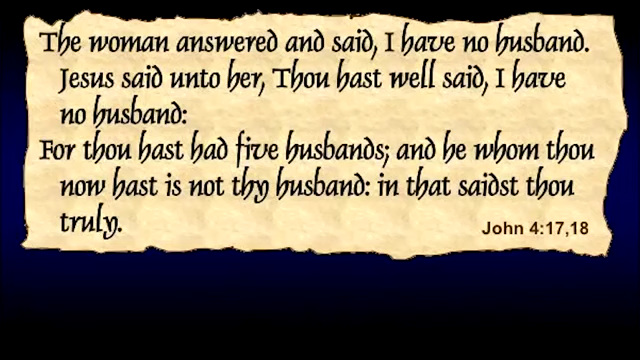 The woman answered and said, I have no husband.
Jesus said unto her, Thou hast well said, I have
no husband:
For thou hast had five husbands; and he whom thou
now hast is not thy husband: in that saidst thou
truly.
John 4:17,18